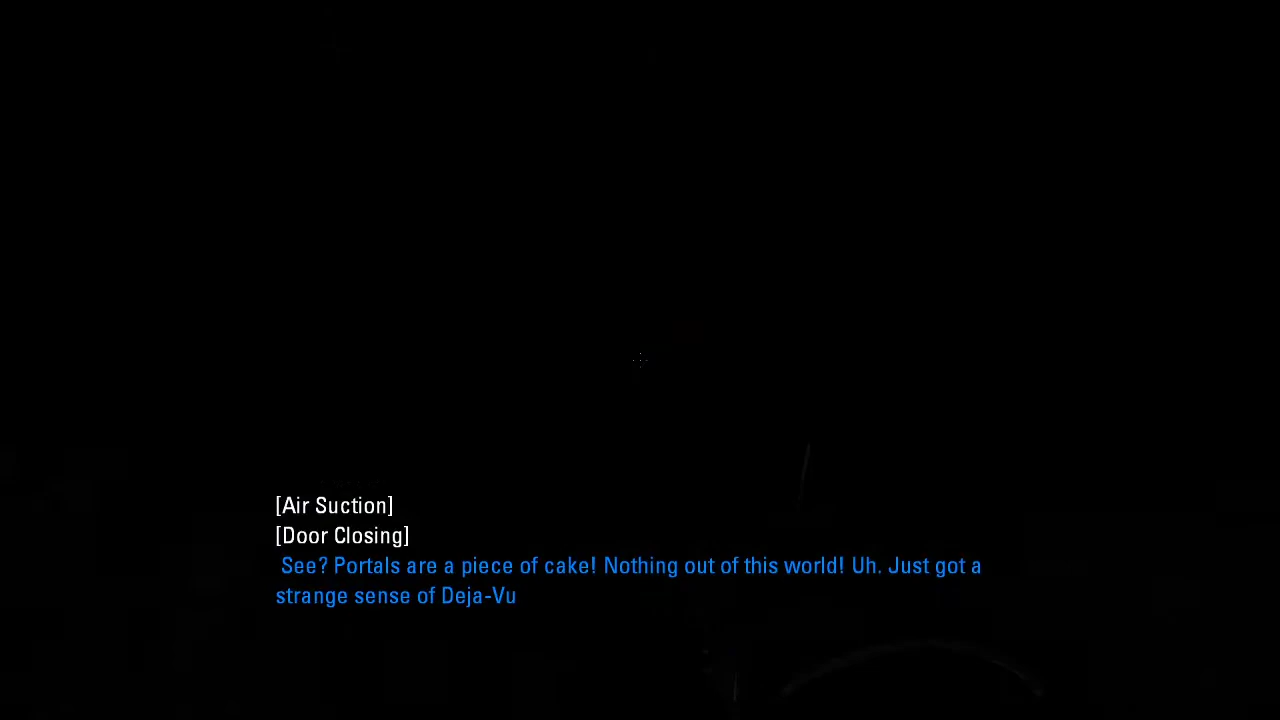 [Air Suction]
[Door Closing]
See? Portals are a piece of cake! Nothing out of this world! Uh. Just got a
strange sense of Deja-Vu